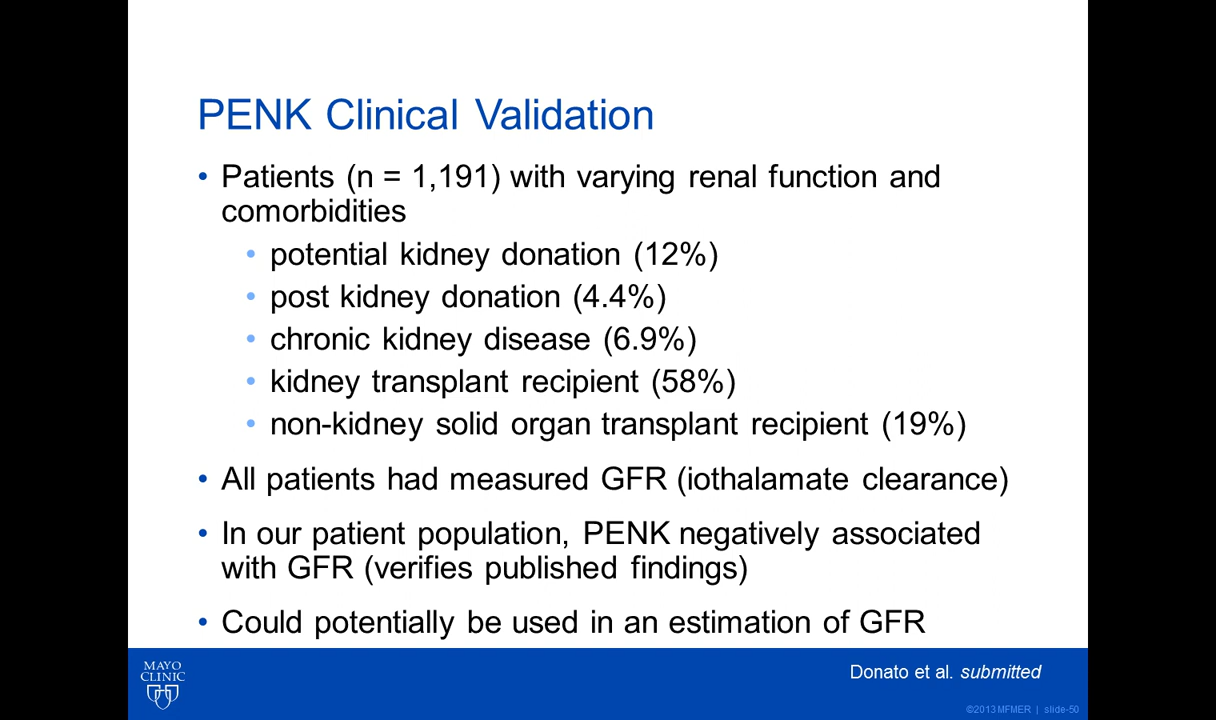 PENK Clinical Validation
• Patients (n = 1,191) with varying renal function and
comorbidities
• potential kidney donation (12%)
• post kidney donation (4.4%)
• chronic kidney disease (6.9%)
• kidney transplant recipient (58%)
• non-kidney solid organ transplant recipient (19%)
• All patients had measured GFR (iothalamate clearance)
• In our patient population, PENK negatively associated
with GFR (verifies published findings)
• Could potentially be used in an estimation of GFR
MAYO
CLINIC
Donato et al. submitted
©2013 MFMER | slide-50